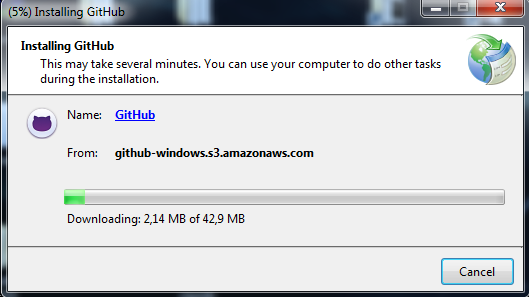 (5%) Installing GitHub
Installing GitHub
This may take several minutes. You can use your computer to do other tasks
during the installation.
Name: GitHub
From: github-windows.s3.amazonaws.com
Downloading: 2,14 MB of 42,9 MB
Cancel